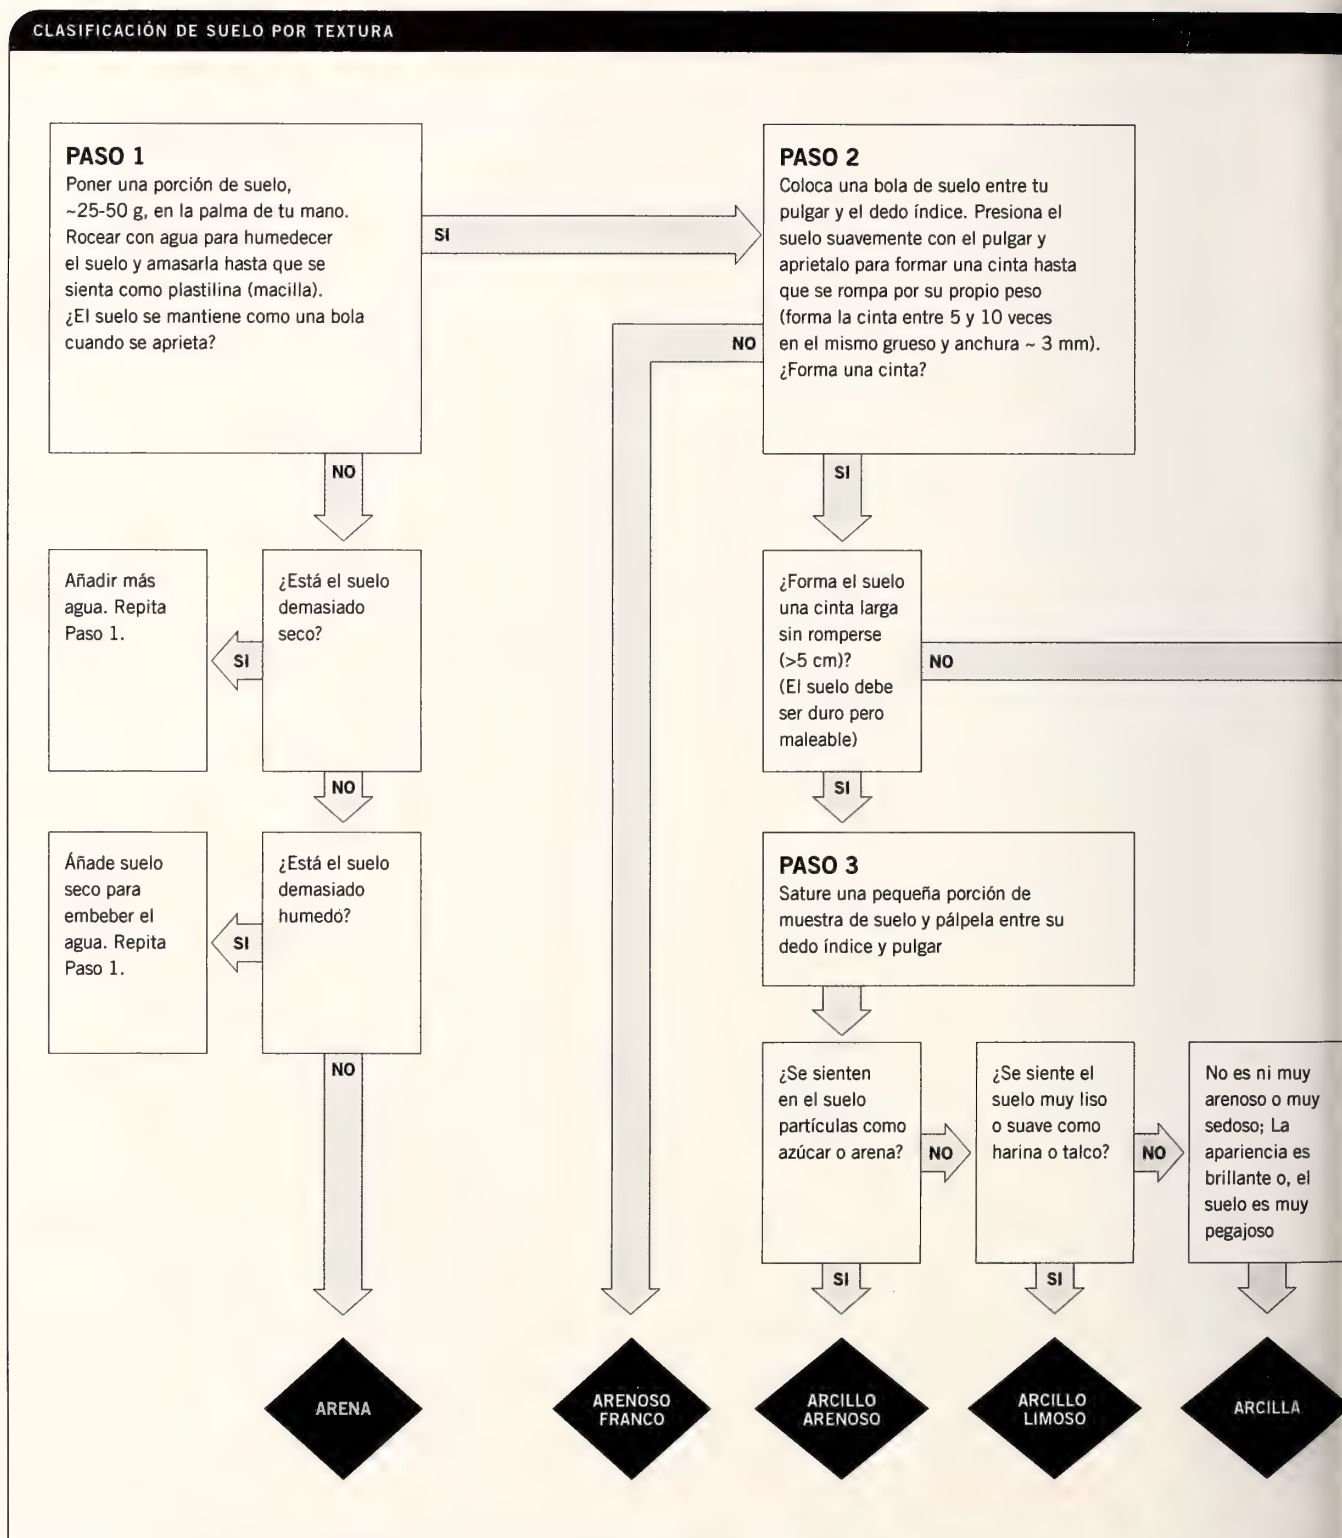 CLASIFICACIÓN DE SUELO POR TEXTURA
PASO 1
Poner una porción de suelo,
~25-50 g, en la palma de tu mano.
Rocear con agua para humedecer
el suelo y amasarla hasta que se
sienta como plastilina (macilla).
¿El suelo se mantiene como una bola
cuando se aprieta?
SI
PASO 2
Coloca una bola de suelo entre tu
pulgar y el dedo índice. Presiona el
suelo suavemente con el pulgar y
aprietalo para formar una cinta hasta
que se rompa por su propio peso
(forma la cinta entre 5 y 10 veces
en el mismo grueso y anchura ~ 3 mm).
¿Forma una cinta?
NO
NO
SI
Añadir más
agua. Repita
Paso 1.
SI
¿Está el suelo
demasiado
seco?
¿Forma el suelo
una cinta larga
sin romperse
(>5 cm)?
(El suelo debe
ser duro pero
maleable)
NO
NO
SI
Áñade suelo
seco para
embeber el
agua. Repita
Paso 1.
SI
¿Está el suelo
demasiado
humedó?
PASO 3
Sature una pequeña porción de
muestra de suelo y pálpela entre su
dedo índice y pulgar
NO
¿Se sienten
en el suelo
partículas como
azúcar o arena?
NO
¿Se siente el
suelo muy liso
o suave como
harina o talco?
NO
No es ni muy
arenoso o muy
sedoso; La
apariencia es
brillante o, el
suelo es muy
pegajoso
SI
SI
ARENA
ARENOSO
FRANCO
ARCILLO
ARENOSO
ARCILLO
LIMOSO
ARCILLA